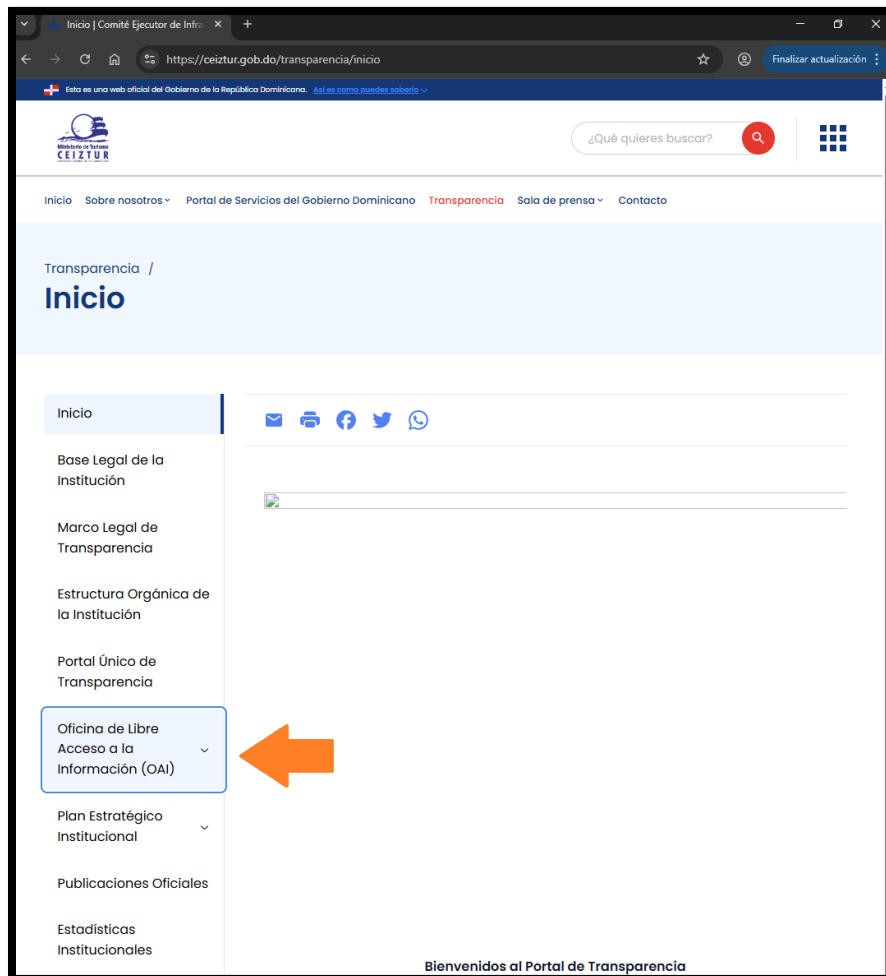 Inicio | Comité Ejecutor de Infra
https://ceiztur.gob.do/transparencia/inicio
Finalizar actualización
Esta es una web oficial del Gobierno de la República Dominicana. Así es como puedes saberlo
Ministerio de Turismo
CEIZTUR
¿Qué quieres buscar?
Inicio Sobre nosotros Portal de Servicios del Gobierno Dominicano Transparencia Sala de prensa Contacto
Transparencia /
Inicio
Inicio
Base Legal de la
Institución
Marco Legal de
Transparencia
Estructura Orgánica de
la Institución
Portal Único de
Transparencia
Oficina de Libre
Acceso a la
Información (OAI)
Plan Estratégico
Institucional
Publicaciones Oficiales
Estadísticas
Institucionales
Bienvenidos al Portal de Transparencia